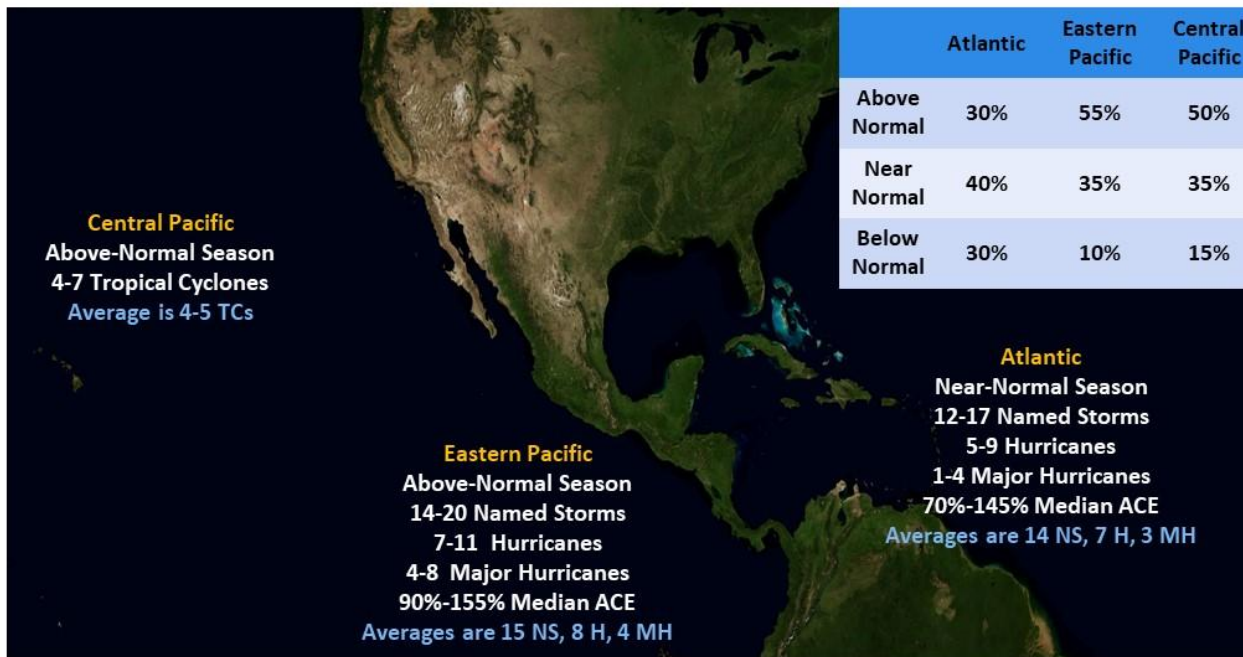 Atlantic Eastern Pacific Central Pacific
Above Normal 30% 55% 50%
Near Normal 40% 35% 35%
Below Normal 30% 10% 15%
Central Pacific
Above-Normal Season
4-7 Tropical Cyclones
Average is 4-5 TCs
Eastern Pacific
Above-Normal Season
14-20 Named Storms
7-11 Hurricanes
4-8 Major Hurricanes
90%-155% Median ACE
Averages are 15 NS, 8 H, 4 MH
Atlantic
Near-Normal Season
12-17 Named Storms
5-9 Hurricanes
1-4 Major Hurricanes
70%-145% Median ACE
Averages are 14 NS, 7 H, 3 MH